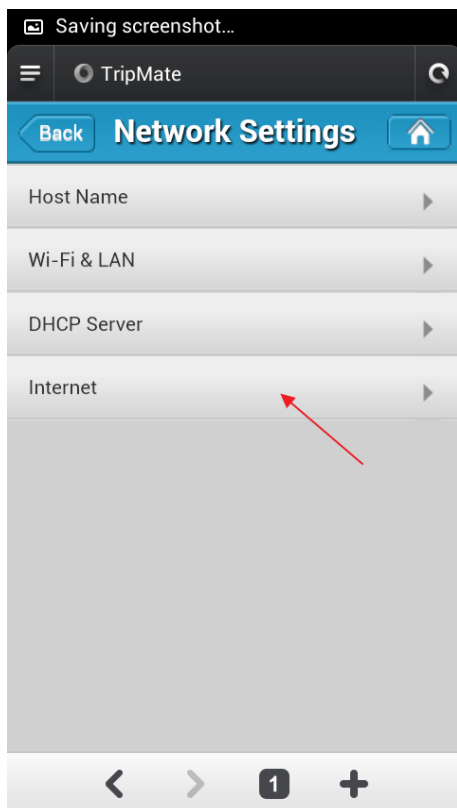 Saving screenshot...
TripMate
Back Network Settings
Host Name
Wi-Fi & LAN
DHCP Server
Internet
1